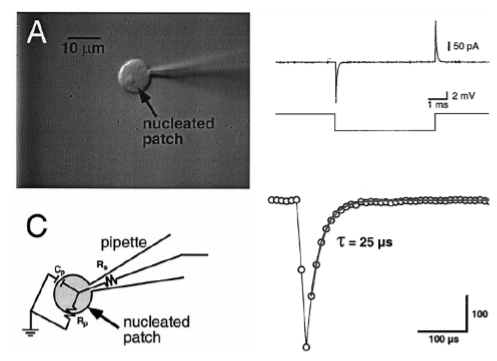 A
10 μm
nucleated
patch
50 pA
2 mV
1 ms
C
pipette
Rs
Cp
Rp
nucleated
patch
τ = 25 μs
100
100 μs